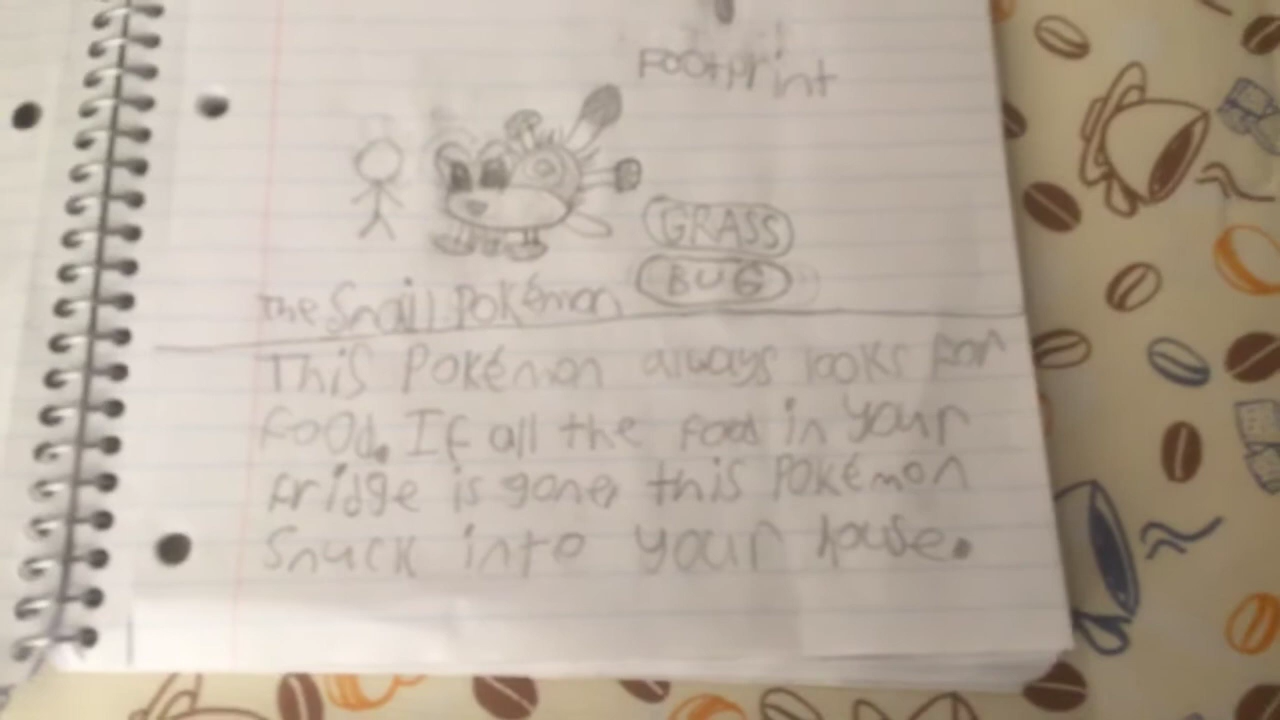 Footprint
GRASS
BUG
the Snail Pokémon
This Pokémon always looks for
food. If all the food in your
fridge is gone, this Pokémon
snuck into your house.